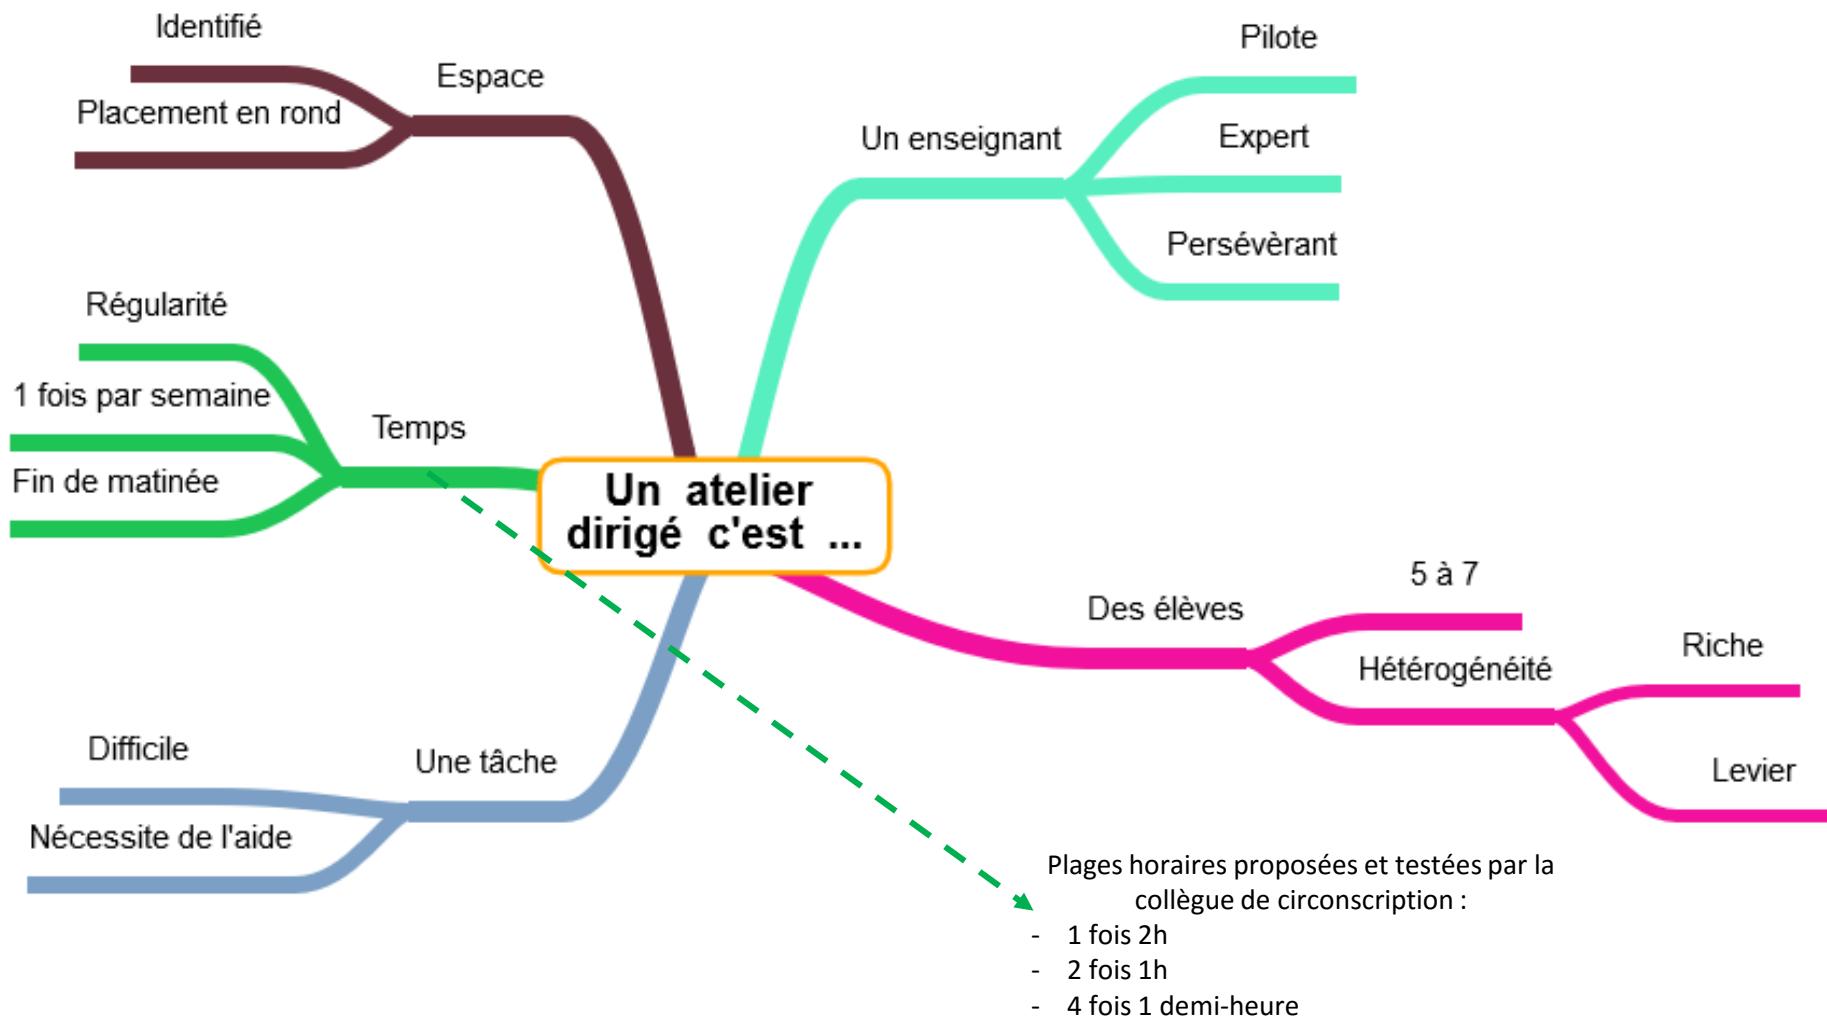 Un atelier
dirigé c'est ...
Espace
Identifié
Placement en rond
Un enseignant
Pilote
Expert
Persévèrant
Temps
Régularité
1 fois par semaine
Fin de matinée
Des élèves
5 à 7
Hétérogénéité
Riche
Levier
Une tâche
Difficile
Nécessite de l'aide
Plages horaires proposées et testées par la
collègue de circonscription :
- 1 fois 2h
- 2 fois 1h
- 4 fois 1 demi-heure